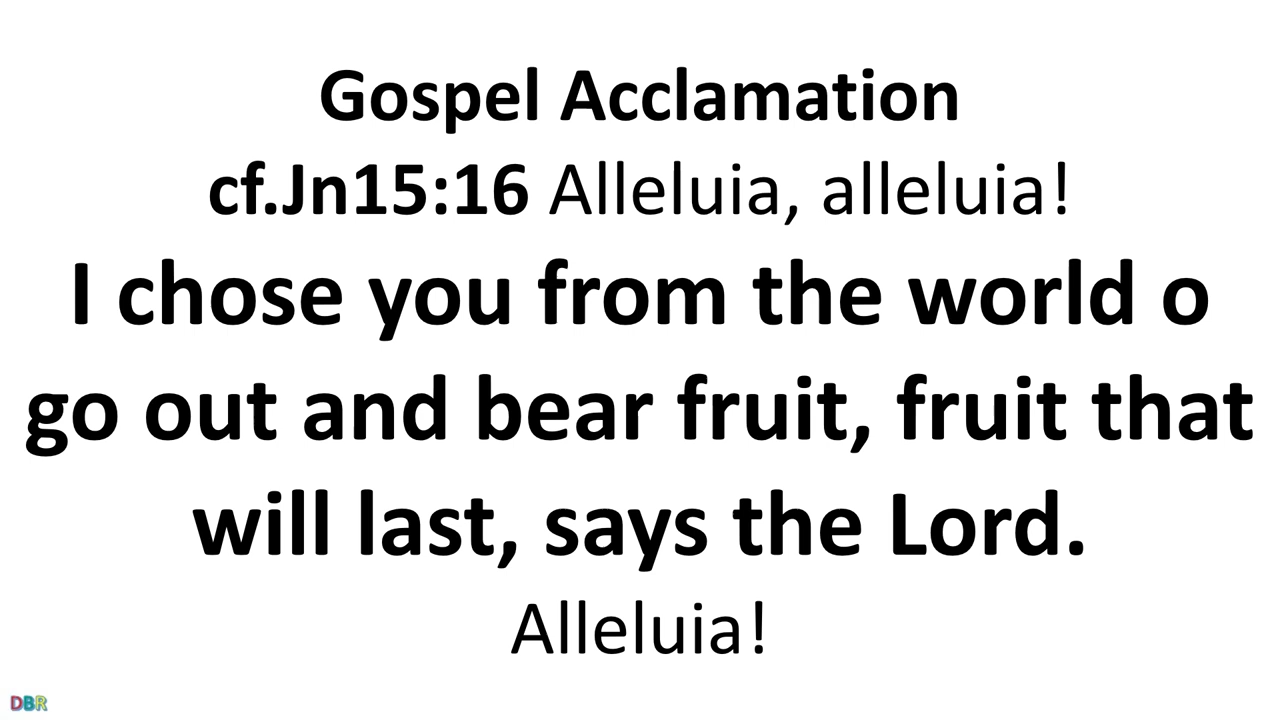 Gospel Acclamation
cf.Jn15:16 Alleluia, alleluia!
I chose you from the world o
go out and bear fruit, fruit that
will last, says the Lord.
Alleluia!
DBR